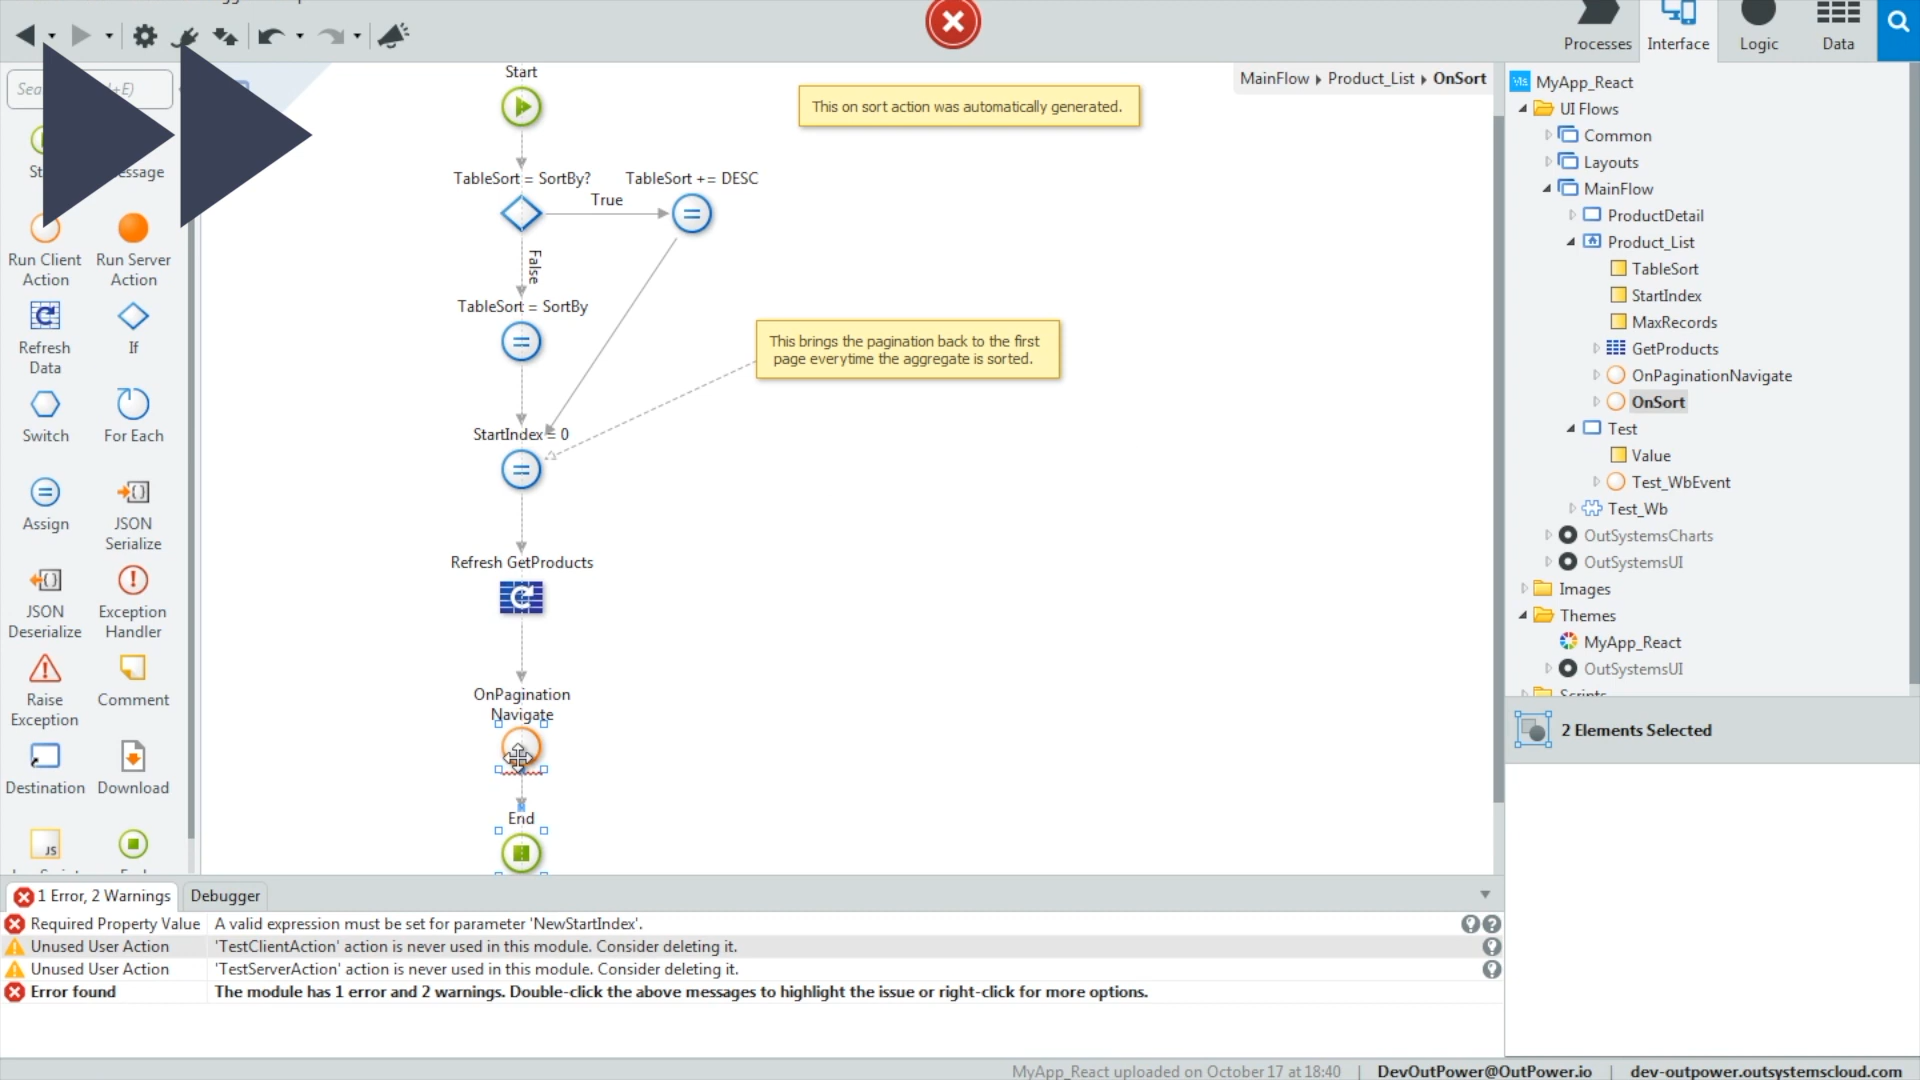 Processes
Interface
Logic
Data
+E)
Start
MainFlow Product_List OnSort
This on sort action was automatically generated.
TableSort = SortBy?
TableSort += DESC
True
False
TableSort = SortBy
This brings the pagination back to the first
page everytime the aggregate is sorted.
StartIndex = 0
Refresh GetProducts
OnPagination
Navigate
End
Run Client
Action
Run Server
Action
Refresh
Data
If
Switch
For Each
Assign
JSON
Serialize
JSON
Deserialize
Exception
Handler
Raise
Exception
Comment
Destination
Download
JS
MyApp_React
UI Flows
Common
Layouts
MainFlow
ProductDetail
Product_List
TableSort
StartIndex
MaxRecords
GetProducts
OnPaginationNavigate
OnSort
Test
Value
Test_WbEvent
Test_Wb
OutSystemsCharts
OutSystemsUI
Images
Themes
MyApp_React
OutSystemsUI
Scripts
2 Elements Selected
1 Error, 2 Warnings
Debugger
Required Property Value A valid expression must be set for parameter 'NewStartIndex'.
Unused User Action 'TestClientAction' action is never used in this module. Consider deleting it.
Unused User Action 'TestServerAction' action is never used in this module. Consider deleting it.
Error found The module has 1 error and 2 warnings. Double-click the above messages to highlight the issue or right-click for more options.
MyApp_React uploaded on October 17 at 18:40 | DevOutPower@OutPower.io | dev-outpower.outsystemscloud.com